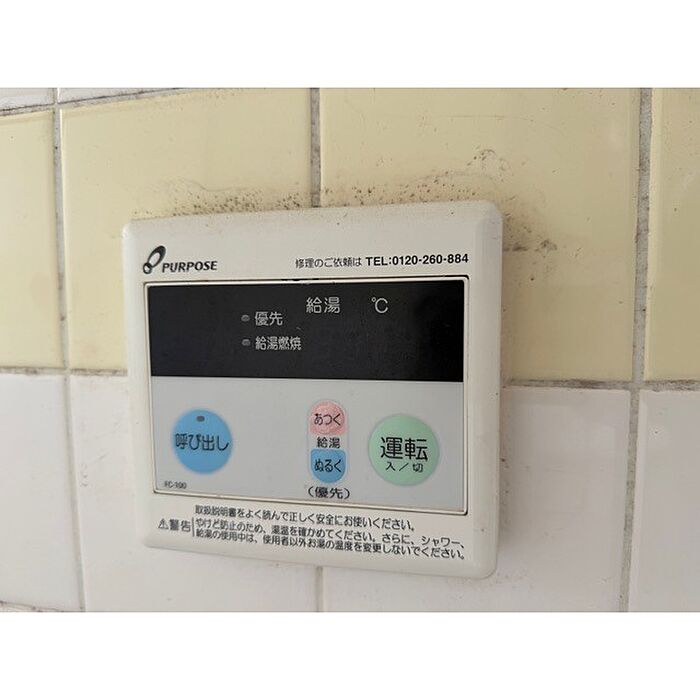 PURPOSE
修理のご依頼は TEL:0120-260-884
給湯 ℃
優先
給湯燃焼
呼び出し
あつく
給湯
ぬるく
(優先)
運転
入/切
FC-100
⚠警告
取扱説明書をよく読んで正しく安全にお使いください。
やけど防止のため、湯温を確かめてください。さらに、シャワー、
給湯の使用中は、使用者以外お湯の温度を変更しないでください。